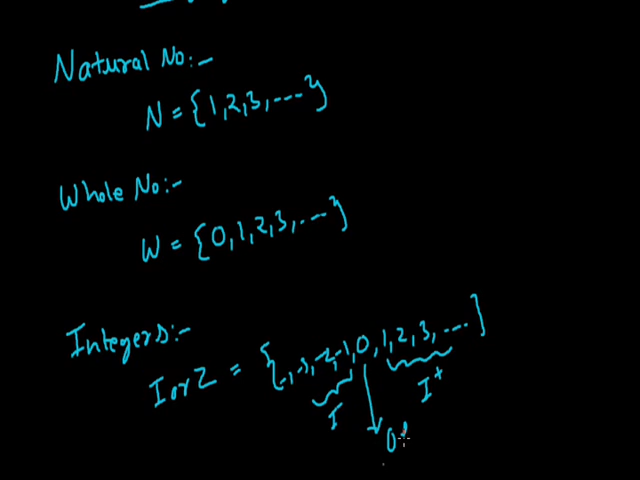 Natural No:-
N = {1,2,3,----}
Whole No:-
W = {0,1,2,3,----}
Integers:-
I or Z = {--,-3,-2,-1,0,1,2,3,----}
I I⁺